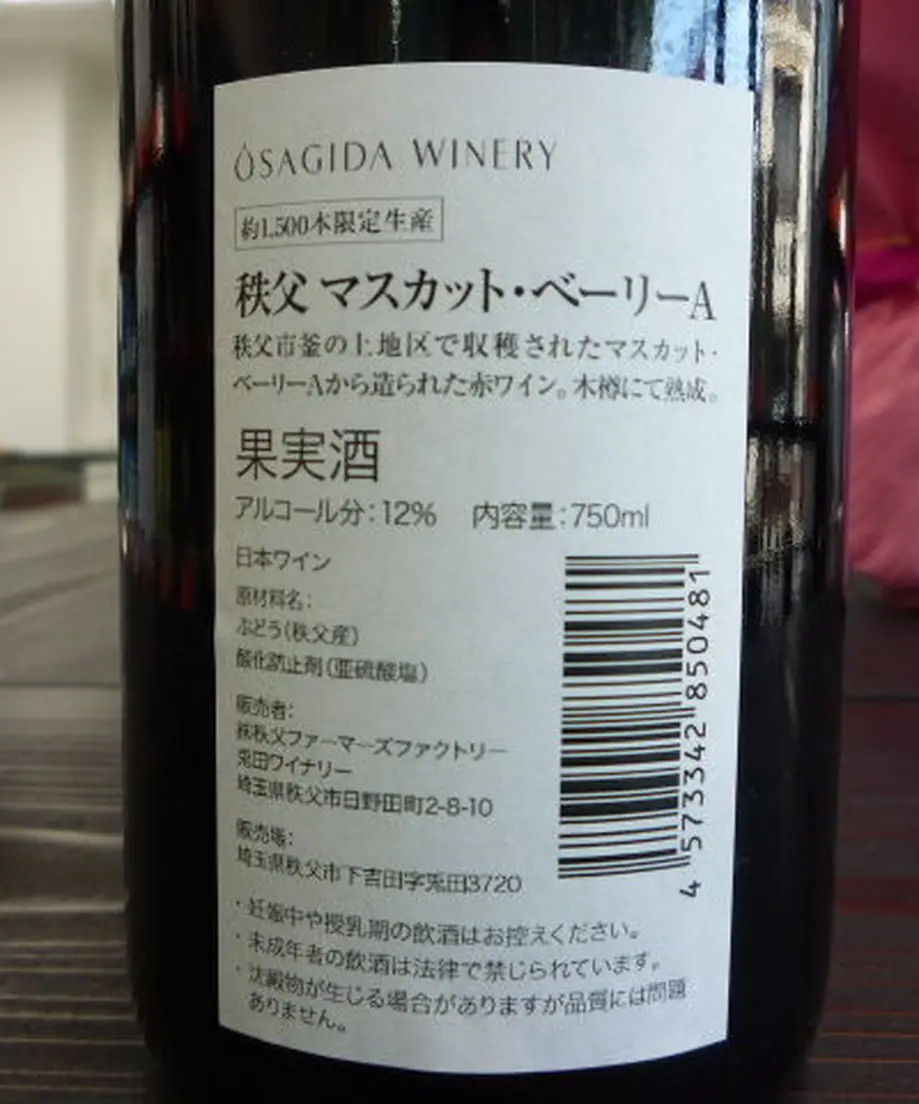 ÓSAGIDA WINERY
約1,500本限定生産
秩父 マスカット・ベーリーA
秩父市釜の上地区で収穫されたマスカット・
ベーリーAから造られた赤ワイン。木樽にて熟成。
果実酒
アルコール分:12% 内容量:750ml
日本ワイン
原材料名:
ぶどう(秩父産)
酸化防止剤(亜硫酸塩)
販売者:
㈱秩父ファーマーズファクトリー
兎田ワイナリー
埼玉県秩父市日野田町2-8-10
販売場:
埼玉県秩父市下吉田字兎田3720
4 573342 850481
・妊娠中や授乳期の飲酒はお控えください。
・未成年者の飲酒は法律で禁じられています。
・沈殿物が生じる場合がありますが品質には問題
ありません。